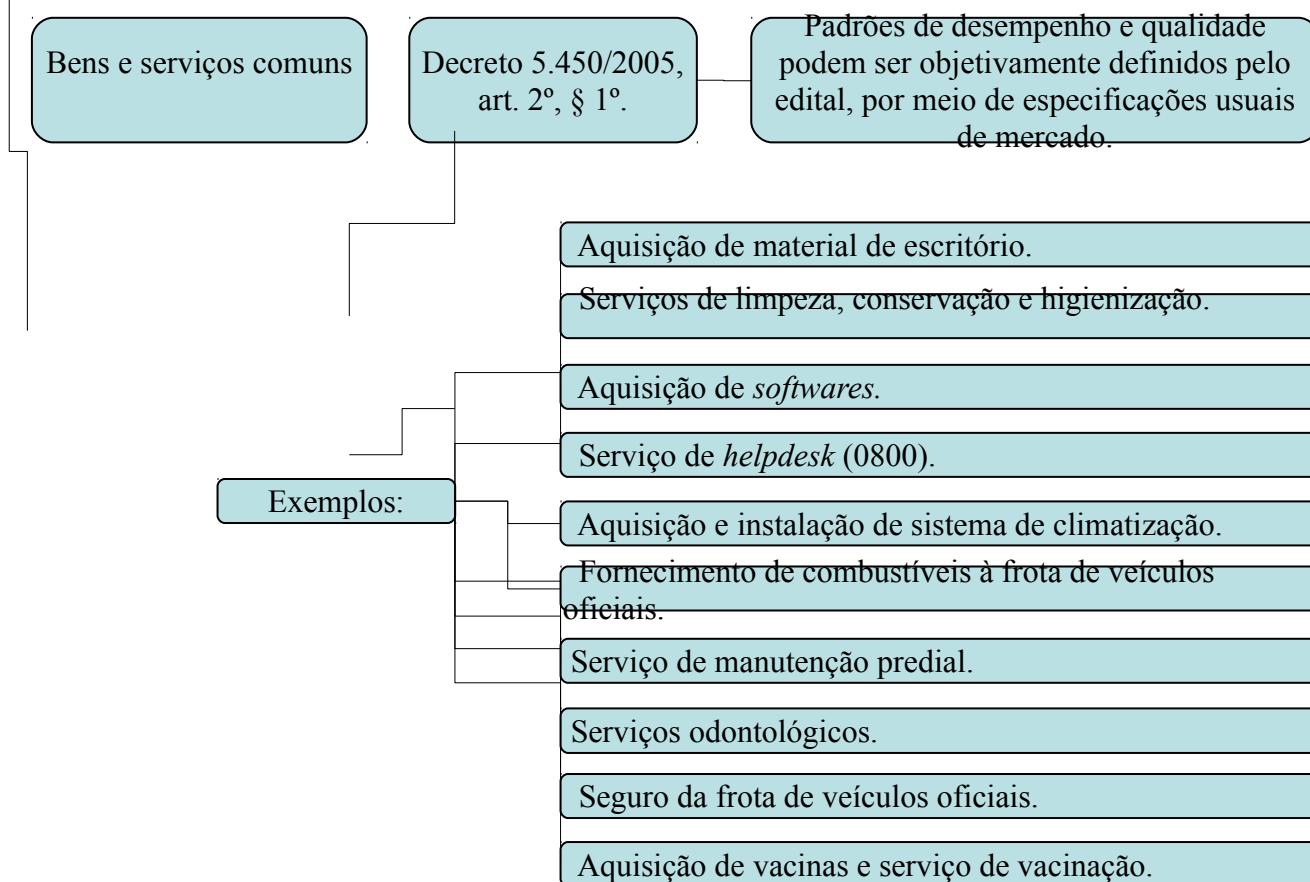 Bens e serviços comuns
Decreto 5.450/2005,
art. 2º, § 1º.
Padrões de desempenho e qualidade
podem ser objetivamente definidos pelo
edital, por meio de especificações usuais
de mercado.
Aquisição de material de escritório.
Serviços de limpeza, conservação e higienização.
Aquisição de softwares.
Serviço de helpdesk (0800).
Exemplos:
Aquisição e instalação de sistema de climatização.
Fornecimento de combustíveis à frota de veículos
oficiais.
Serviço de manutenção predial.
Serviços odontológicos.
Seguro da frota de veículos oficiais.
Aquisição de vacinas e serviço de vacinação.